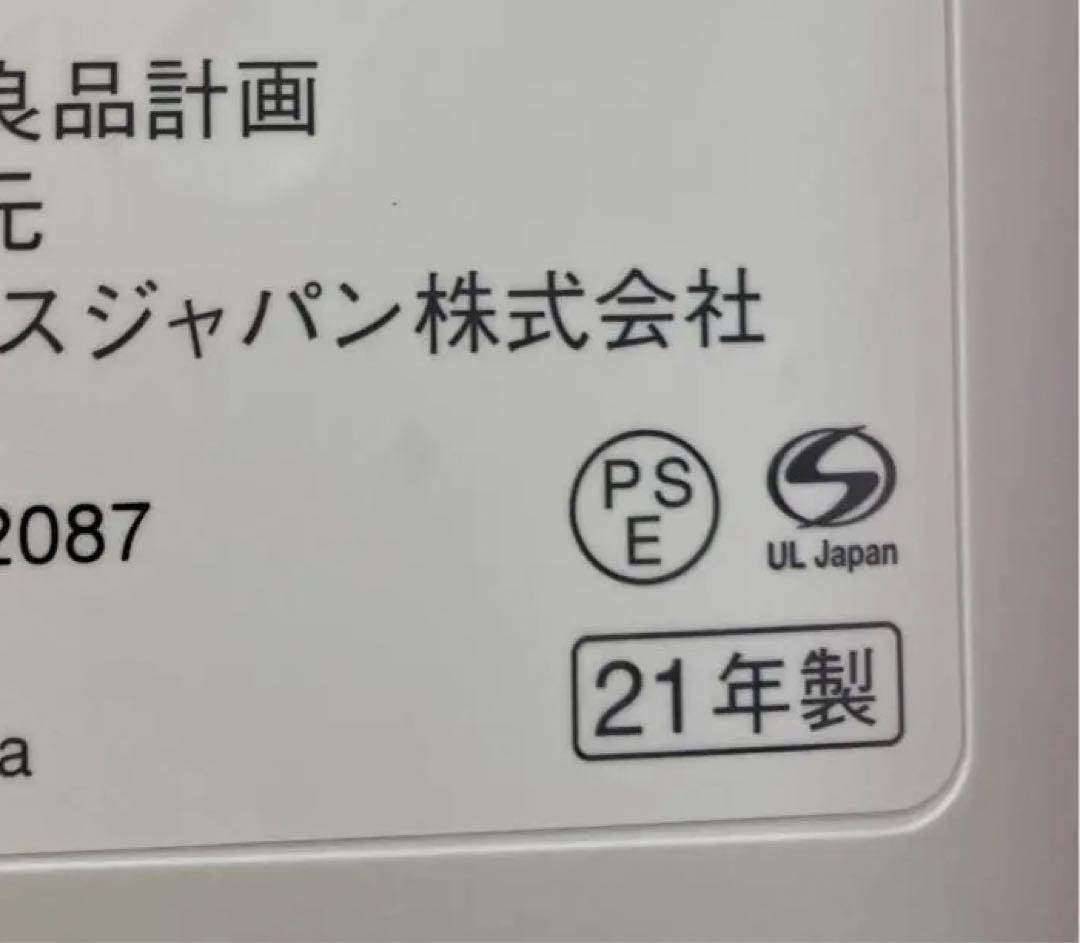 良品計画
元
スジャパン株式会社
PS
E
UL Japan
2087
21年製
a